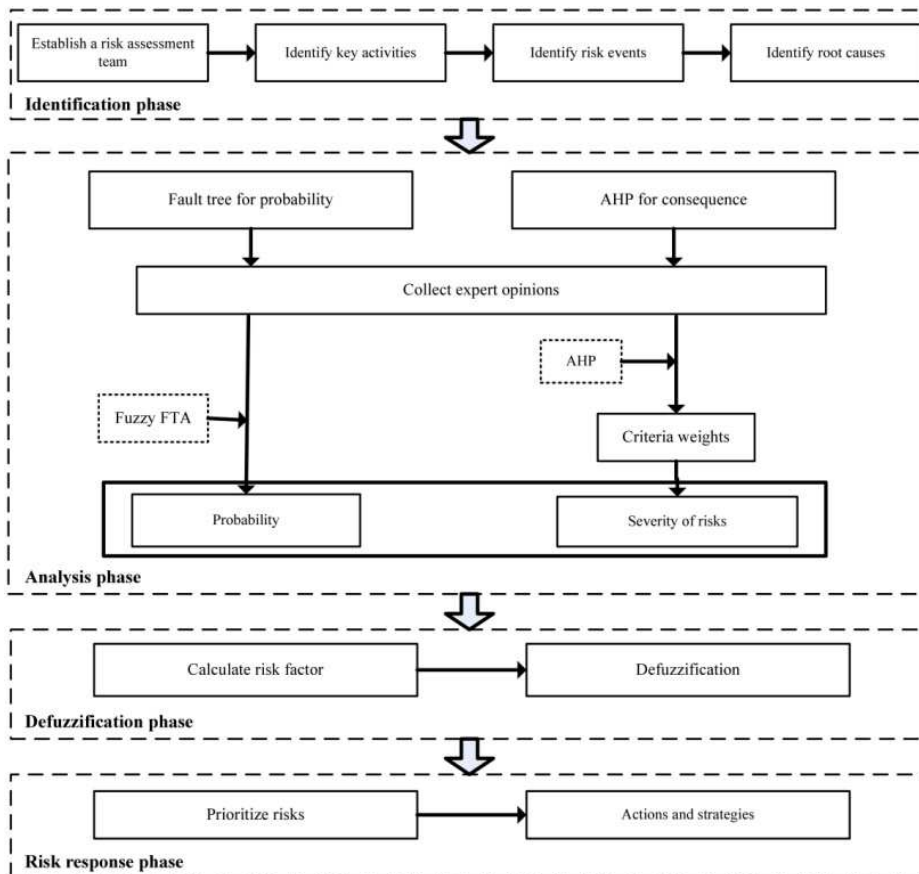 Establish a risk assessment
team
Identify key activities
Identify risk events
Identify root causes
Identification phase
Fault tree for probability
AHP for consequence
Collect expert opinions
AHP
Fuzzy FTA
Criteria weights
Probability
Severity of risks
Analysis phase
Calculate risk factor
Defuzzification
Defuzzification phase
Prioritize risks
Actions and strategies
Risk response phase